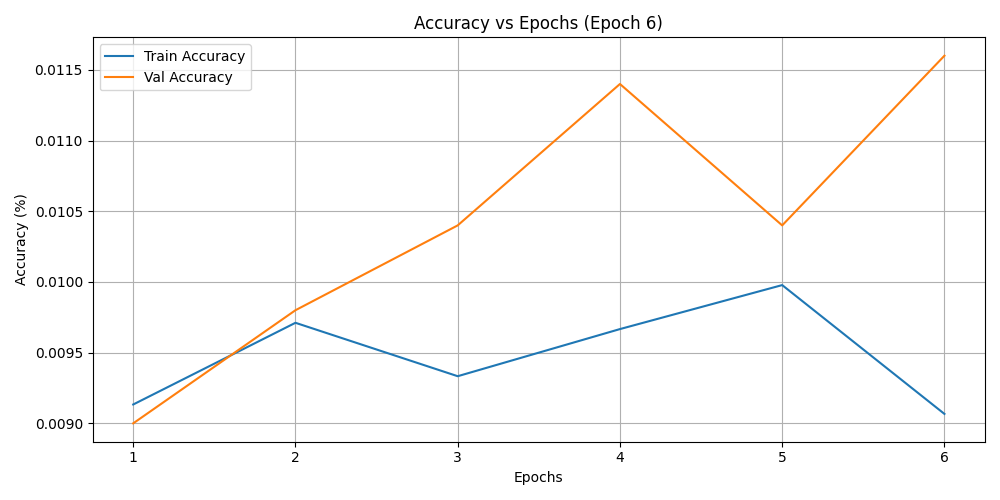 Accuracy vs Epochs (Epoch 6)
Train Accuracy
Val Accuracy
Accuracy (%)
0.0115
0.0110
0.0105
0.0100
0.0095
0.0090
1 2 3 4 5 6
Epochs